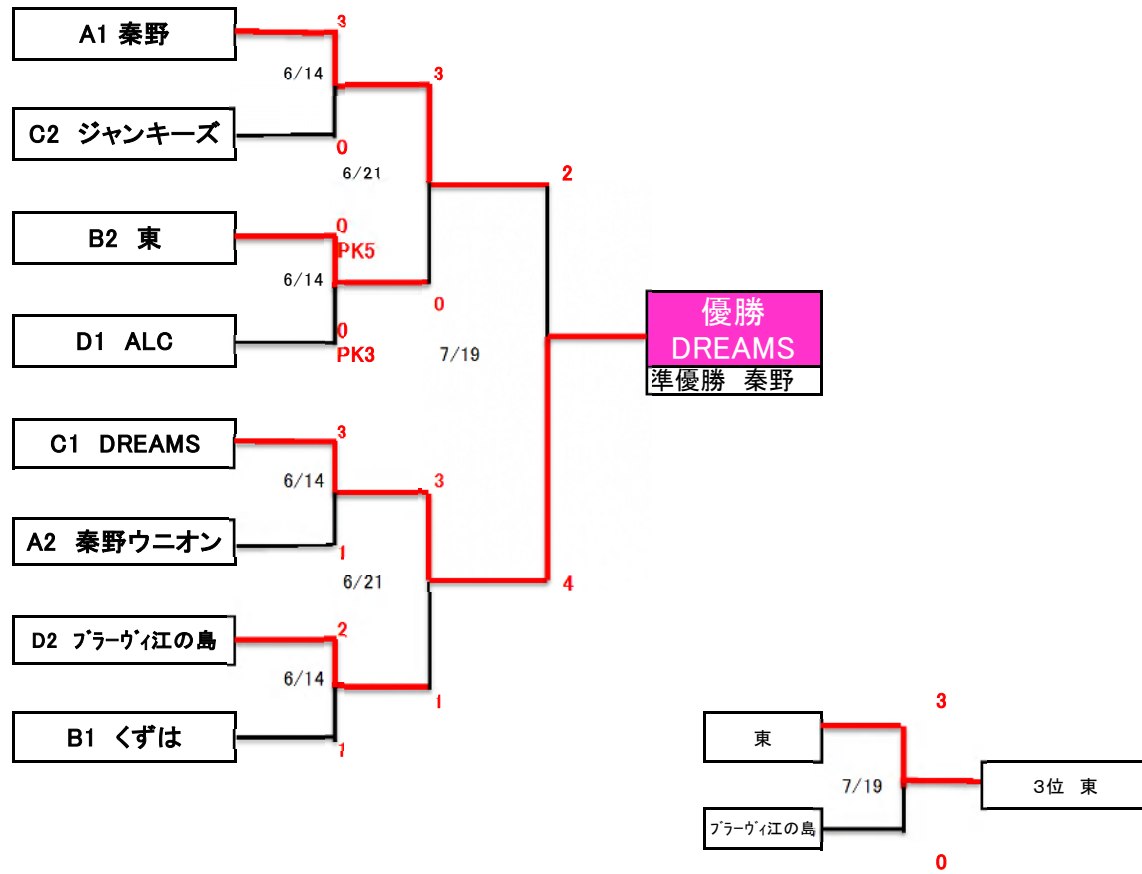 A1 秦野
3
6/14
3
C2 ジャンキーズ
0
6/21
2
B2 東
0
PK5
6/14
0
D1 ALC
0
PK3
7/19
優勝
DREAMS
準優勝 秦野
C1 DREAMS
3
6/14
3
A2 秦野ウニオン
1
6/21
4
D2 ブラーヴィ江の島
2
6/14
1
B1 くずは
1
東
3
7/19
3位 東
ブラーヴィ江の島
0